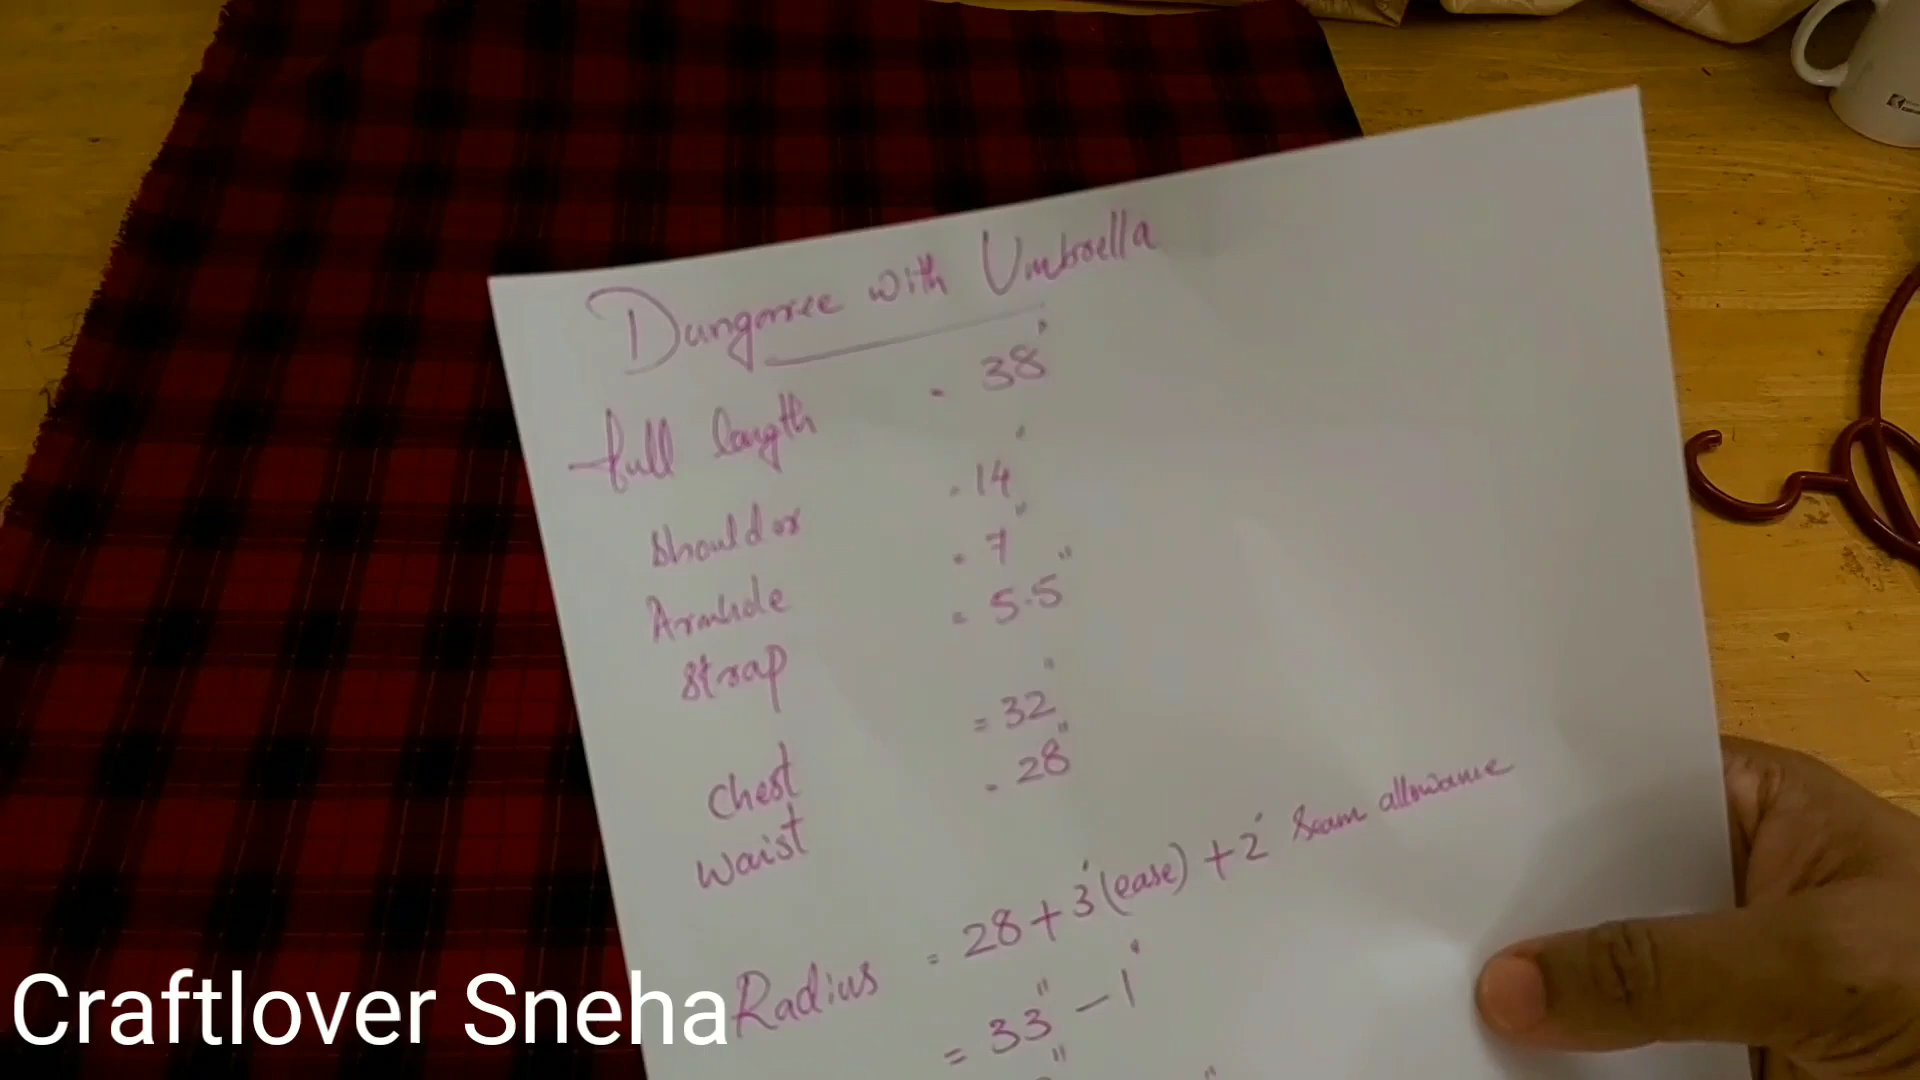 Dungaree with Umbrella
full length = 38"
Shoulder = 14"
Armhole = 7"
Strap = 5.5"
Chest = 32"
Waist = 28"
Radius = 28 + 3" (ease) + 2" Seam allowance
= 33" - 1"
Craftlover Sneha